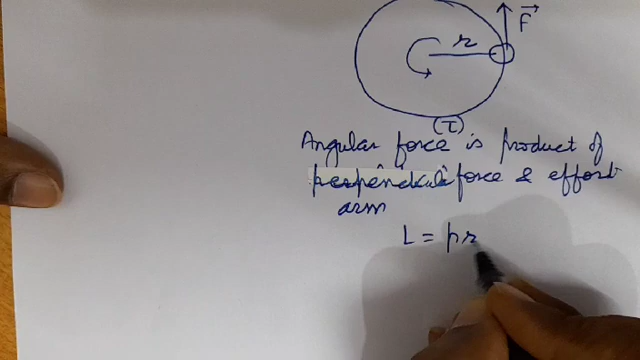 r F
(τ)
Angular force is product of
perpendicular force & effort
arm
L = pr